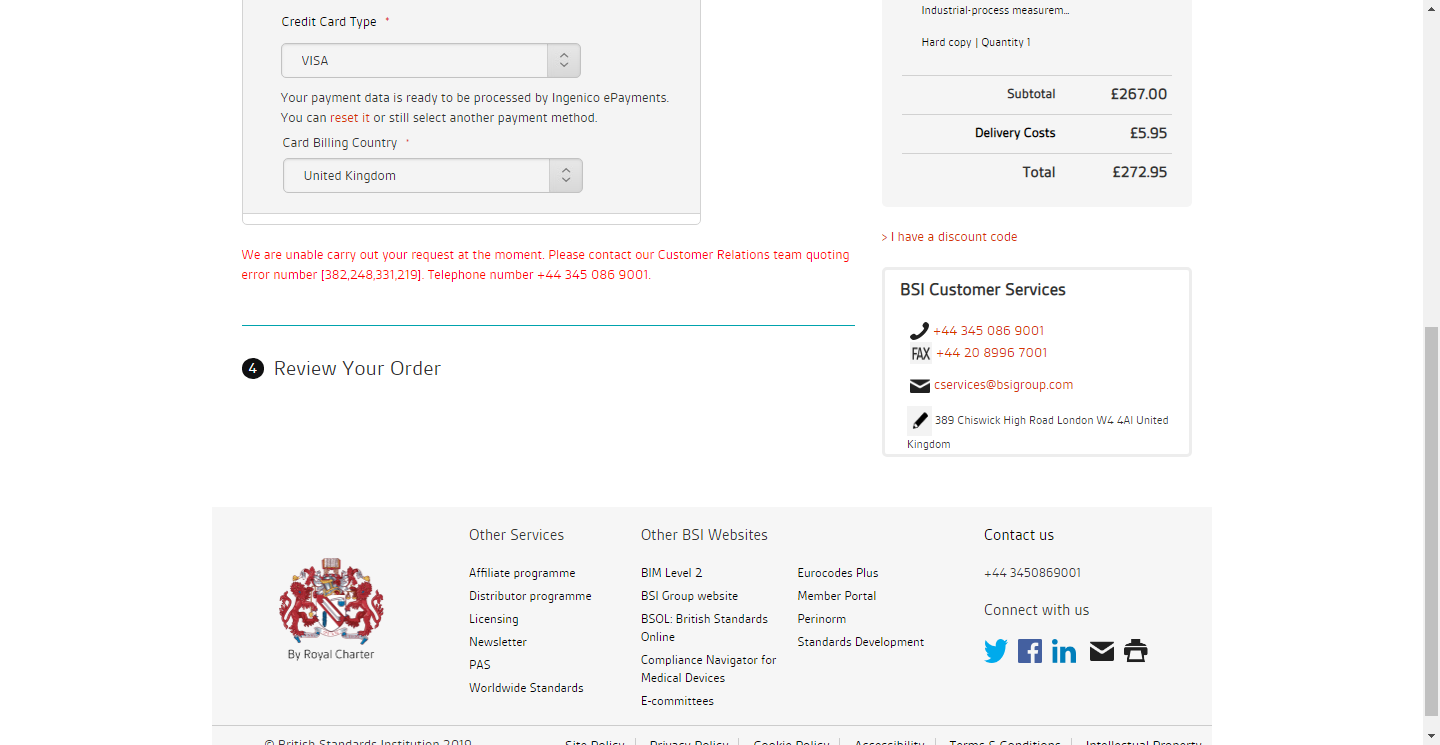 Credit Card Type *
VISA
Your payment data is ready to be processed by Ingenico ePayments.
You can reset it or still select another payment method.
Card Billing Country *
United Kingdom
We are unable carry out your request at the moment. Please contact our Customer Relations team quoting
error number [382,248,331,219]. Telephone number +44 345 086 9001.
4 Review Your Order
Industrial-process measurem...
Hard copy | Quantity 1
Subtotal £267.00
Delivery Costs £5.95
Total £272.95
> I have a discount code
BSI Customer Services
+44 345 086 9001
FAX +44 20 8996 7001
cservices@bsigroup.com
389 Chiswick High Road London W4 4Al United
Kingdom
By Royal Charter
Other Services
Affiliate programme
Distributor programme
Licensing
Newsletter
PAS
Worldwide Standards
Other BSI Websites
BIM Level 2
BSI Group website
BSOL: British Standards
Online
Compliance Navigator for
Medical Devices
E-committees
Eurocodes Plus
Member Portal
Perinorm
Standards Development
Contact us
+44 3450869001
Connect with us
© British Standards Institution 2019
Site Policy | Privacy Policy | Cookie Policy | Accessibility | Terms & Conditions | Intellectual Property